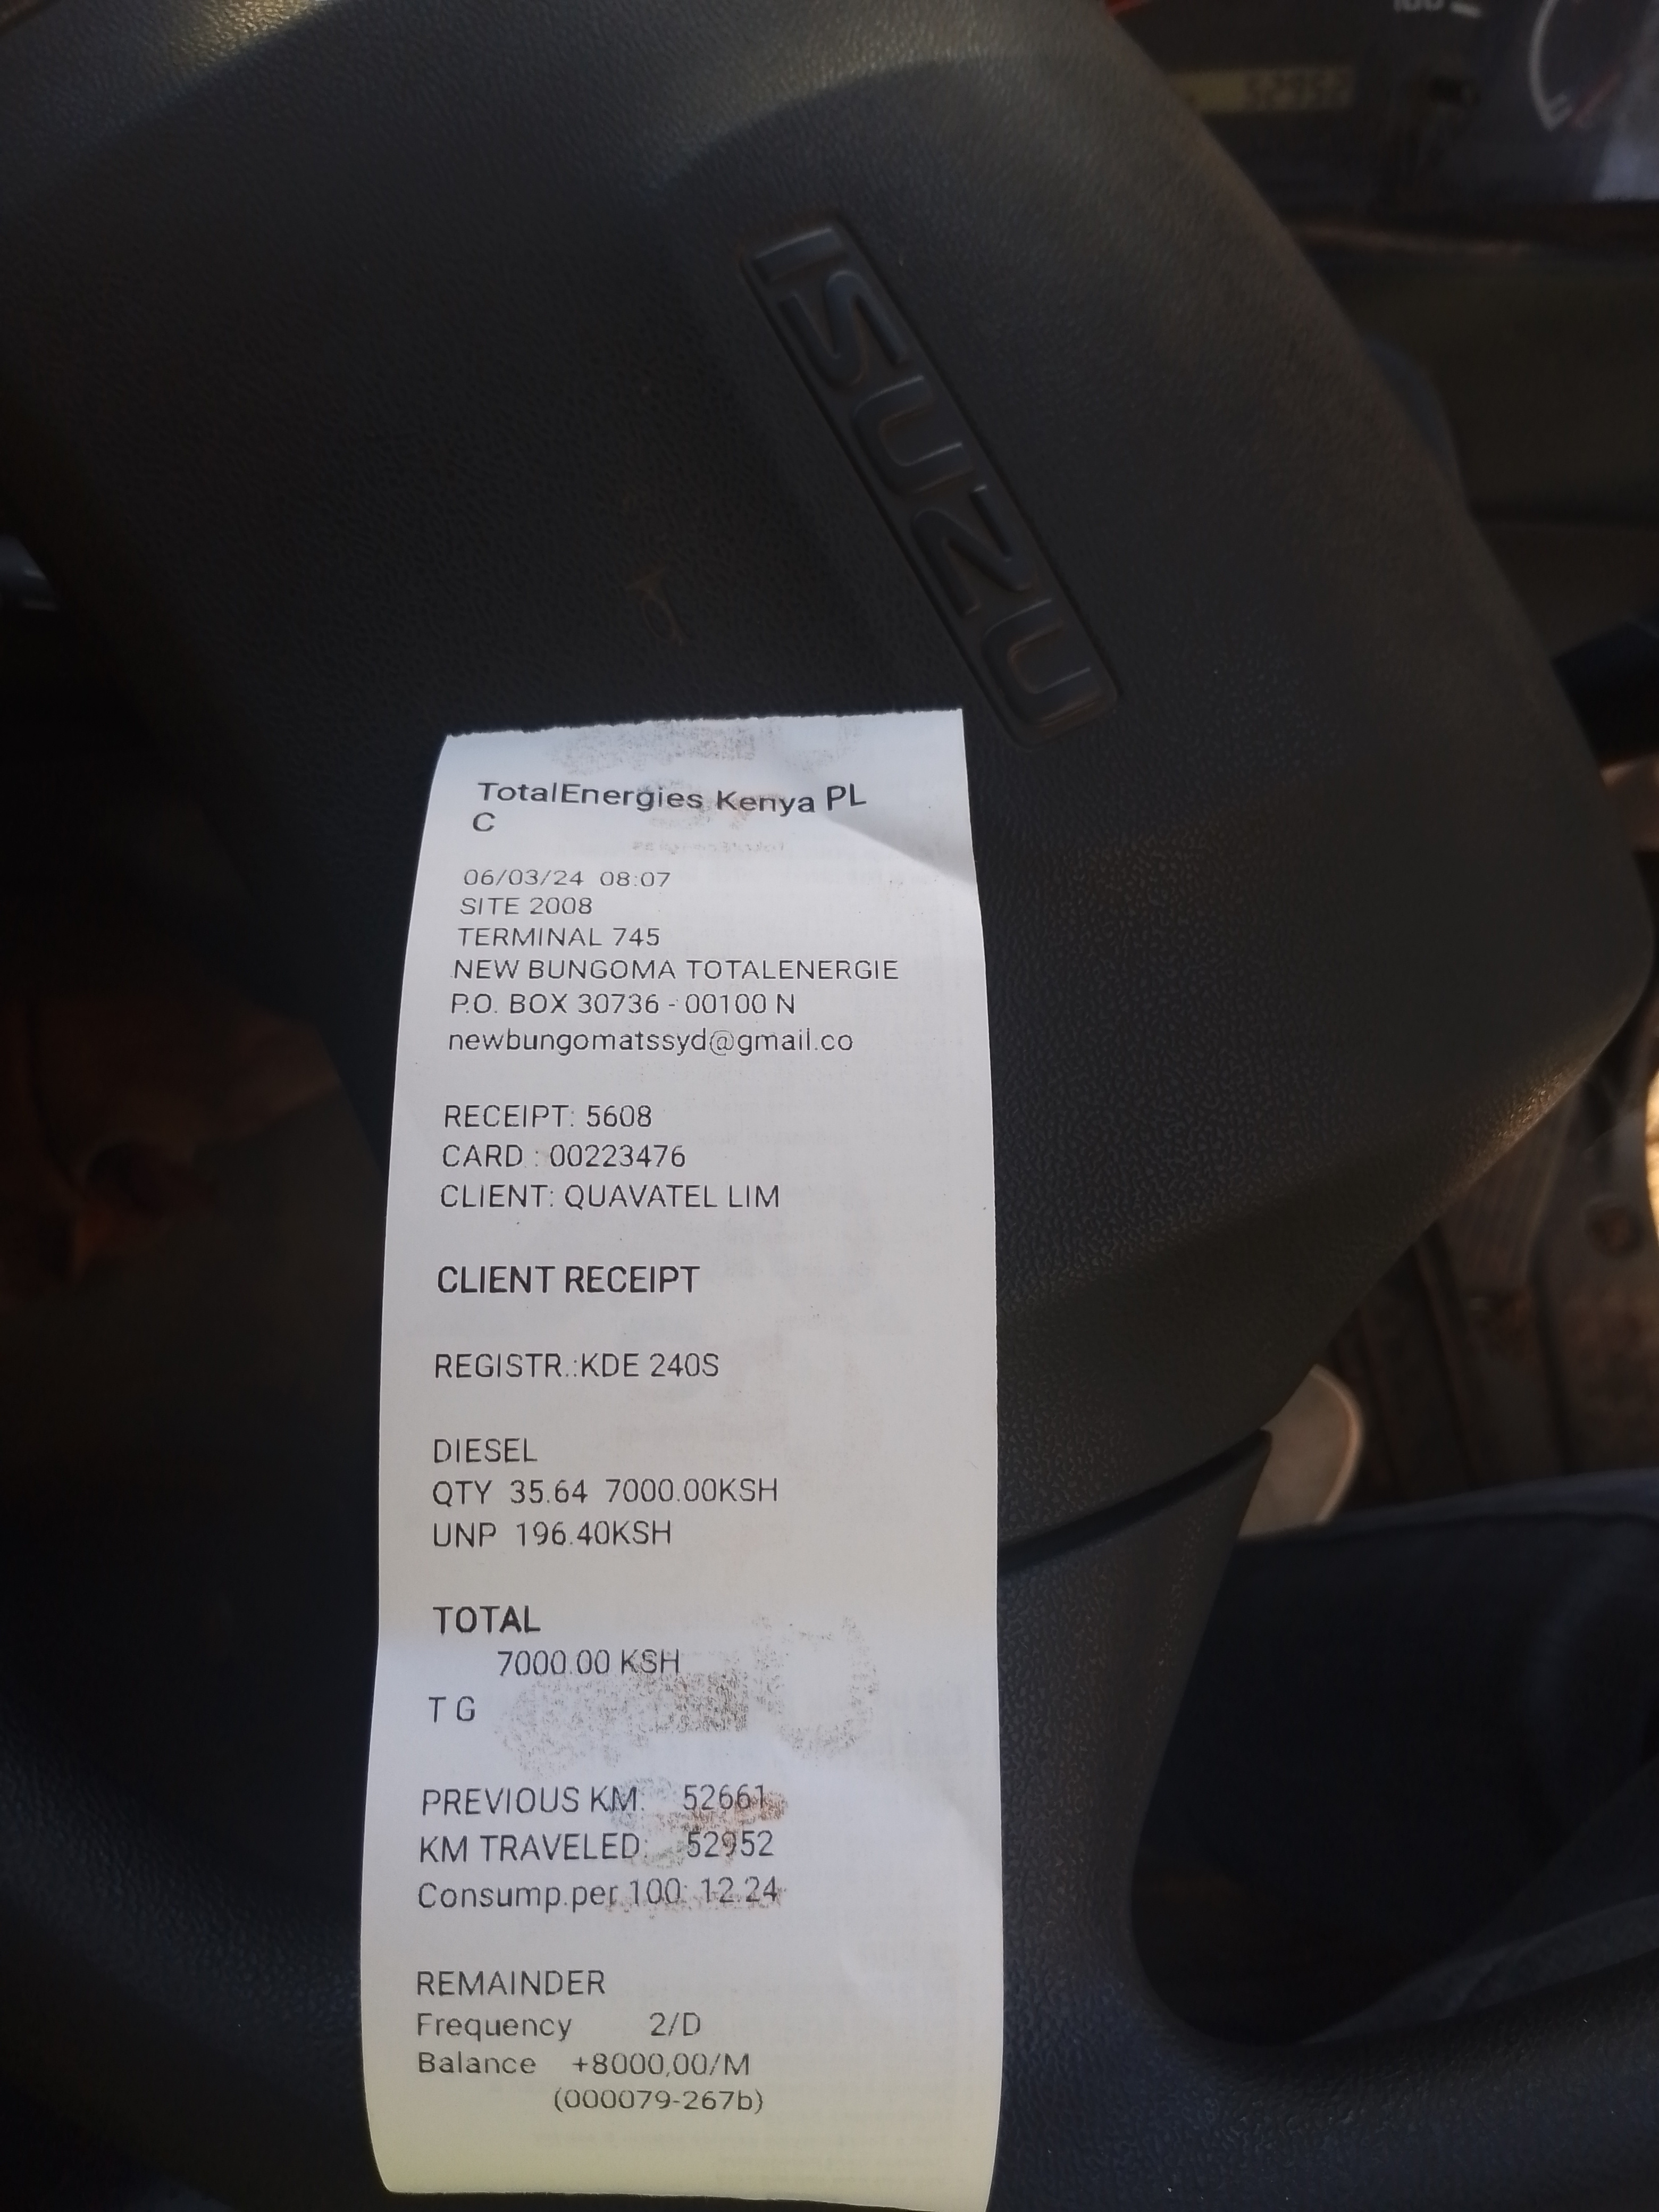 ISUZU
TotalEnergies Kenya PL
C
06/03/24 08:07
SITE 2008
TERMINAL 745
NEW BUNGOMA TOTALENERGIE
P.O. BOX 30736 - 00100 N
newbungomatssyd@gmail.co
RECEIPT: 5608
CARD : 00223476
CLIENT: QUAVATEL LIM
CLIENT RECEIPT
REGISTR.:KDE 240S
DIESEL
QTY 35.64 7000.00KSH
UNP 196.40KSH
TOTAL
7000.00 KSH
T G
PREVIOUS KM: 52661
KM TRAVELED: 52952
Consump.per 100: 12.24
REMAINDER
Frequency 2/D
Balance +8000,00/M
(000079-267b)